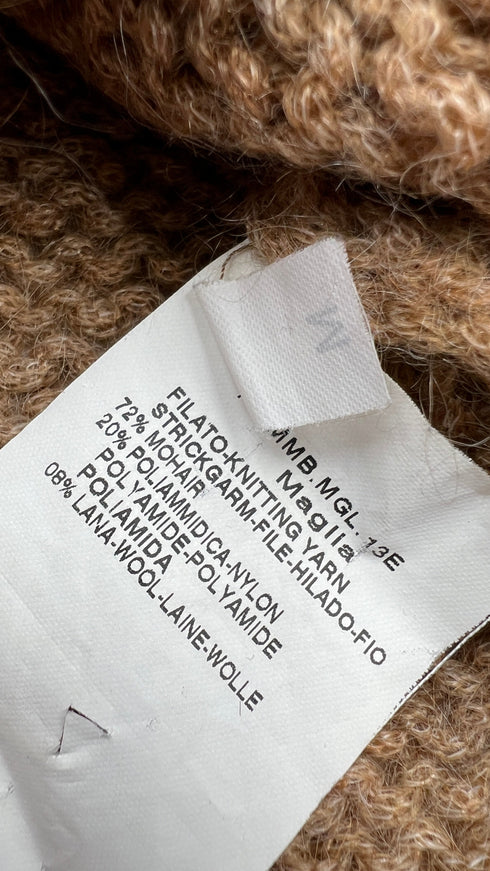 M
MMB.MGL. 13E
Maglia
FILATO-KNITTING YARN
STRICKGARM-FILE-HILADO-FIO
72% MOHAIR
20% POLIAMMIDICA-NYLON
POLYAMIDE-POLYAMIDE
POLIAMIDA
08% LANA-WOOL-LAINE-WOLLE